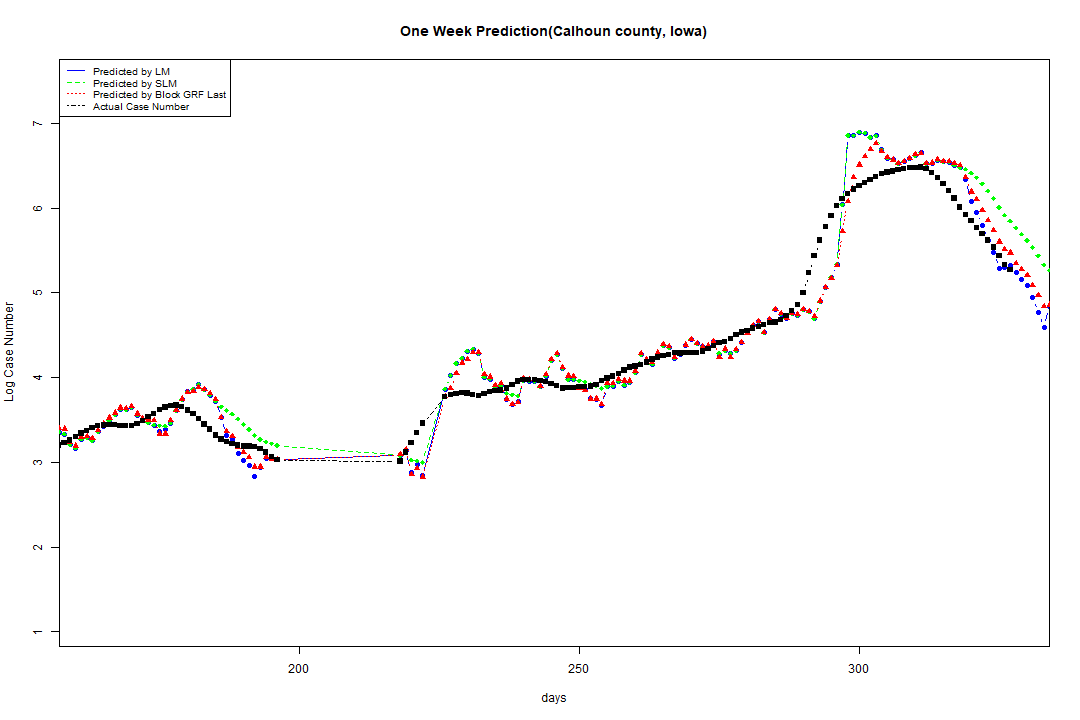 One Week Prediction(Calhoun county, Iowa)
Predicted by LM
Predicted by SLM
Predicted by Block GRF Last
Actual Case Number
7
6
5
4
3
2
1
Log Case Number
200 250 300
days